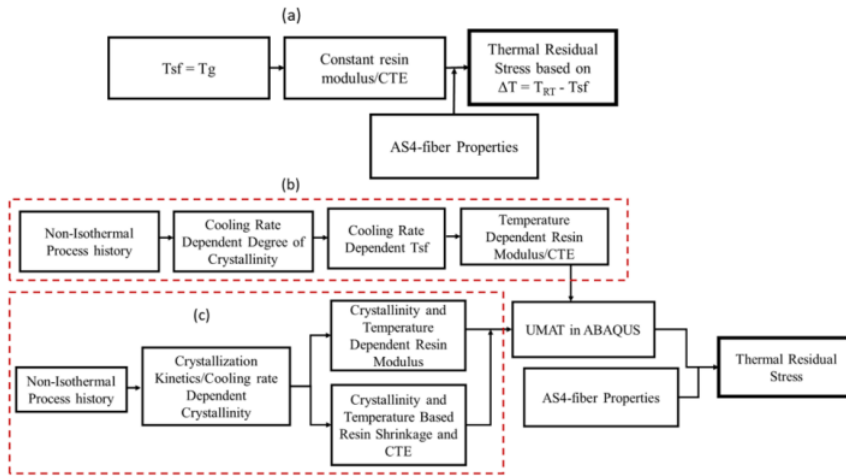 (a)
Tsf = Tg
Constant resin
modulus/CTE
Thermal Residual
Stress based on
ΔT = T_RT - Tsf
AS4-fiber Properties
(b)
Non-Isothermal
Process history
Cooling Rate
Dependent Degree of
Crystallinity
Cooling Rate
Dependent Tsf
Temperature
Dependent Resin
Modulus/CTE
(c)
Non-Isothermal
Process history
Crystallization
Kinetics/Cooling rate
Dependent
Crystallinity
Crystallinity and
Temperature
Dependent Resin
Modulus
Crystallinity and
Temperature Based
Resin Shrinkage and
CTE
UMAT in ABAQUS
AS4-fiber Properties
Thermal Residual
Stress